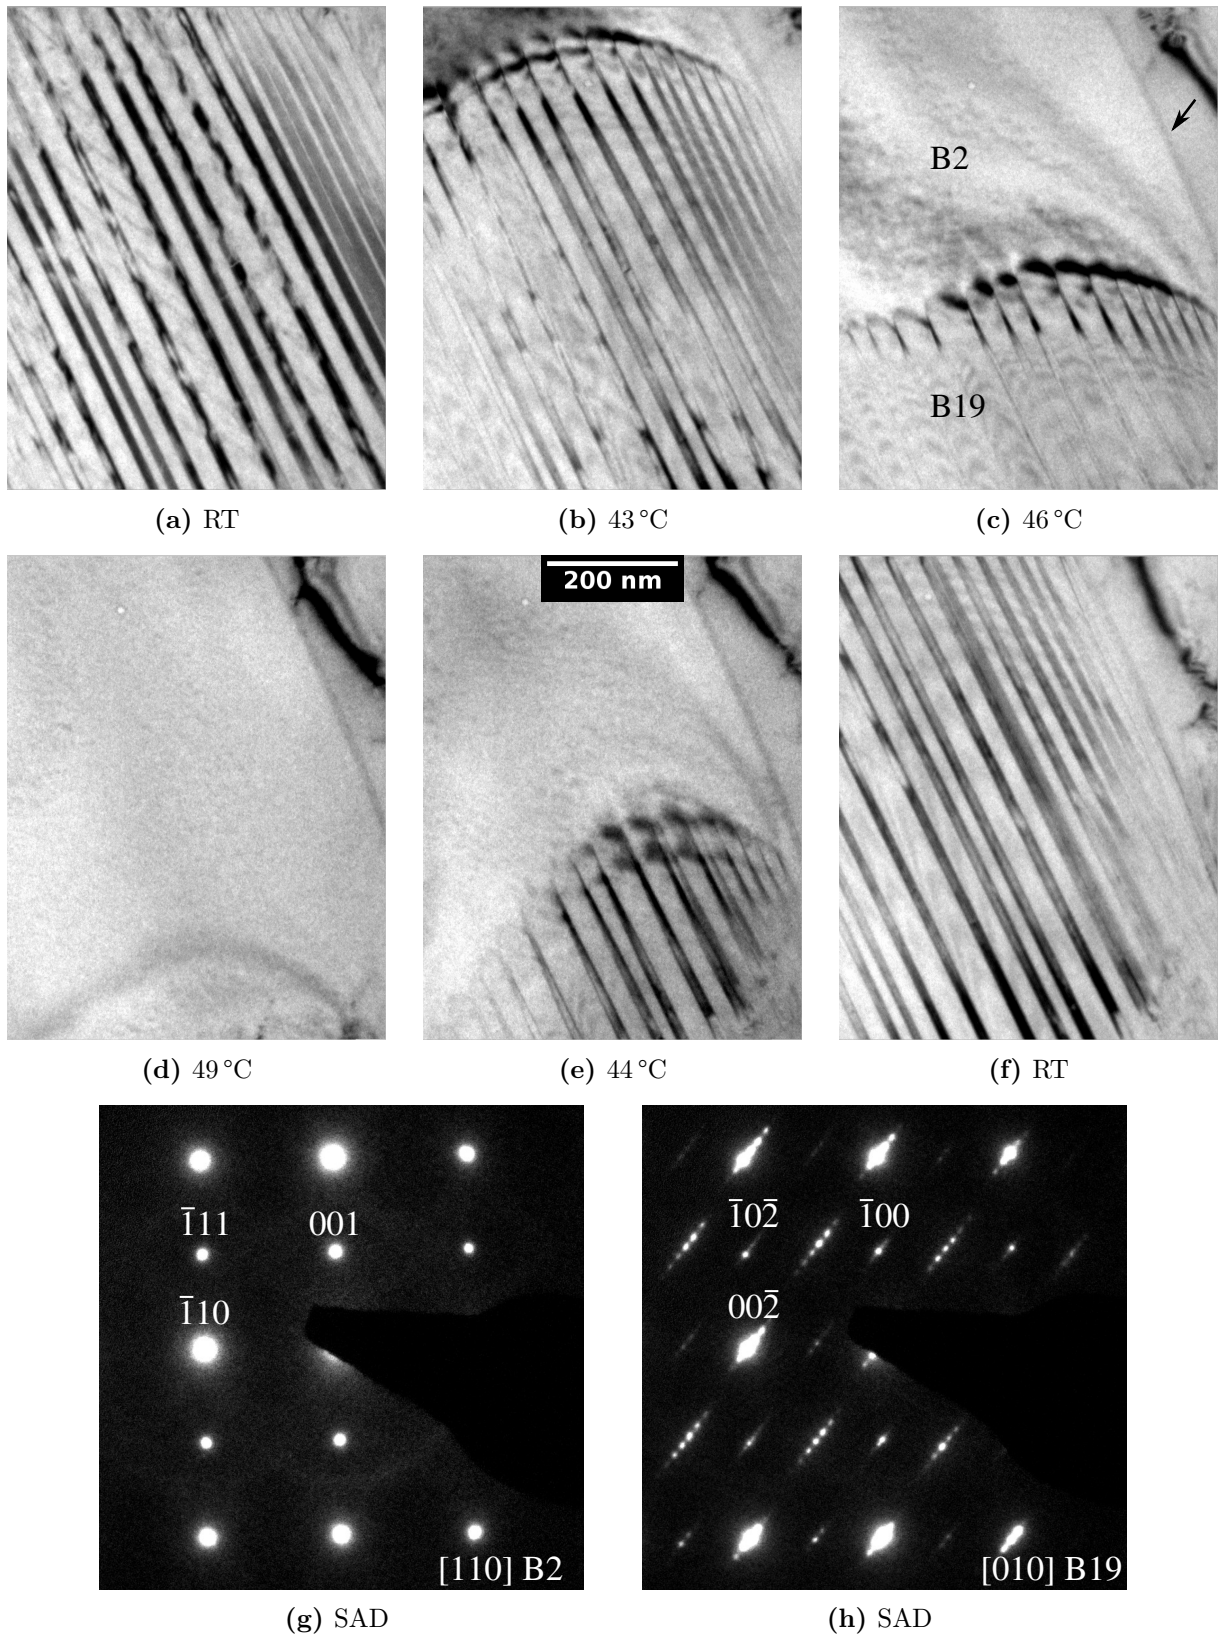 (a) RT
(b) 43 °C
B2
B19
(c) 46 °C
(d) 49 °C
200 nm
(e) 44 °C
(f) RT
1̅11
001
1̅10
[110] B2
(g) SAD
1̅02̅
1̅00
002̅
[010] B19
(h) SAD